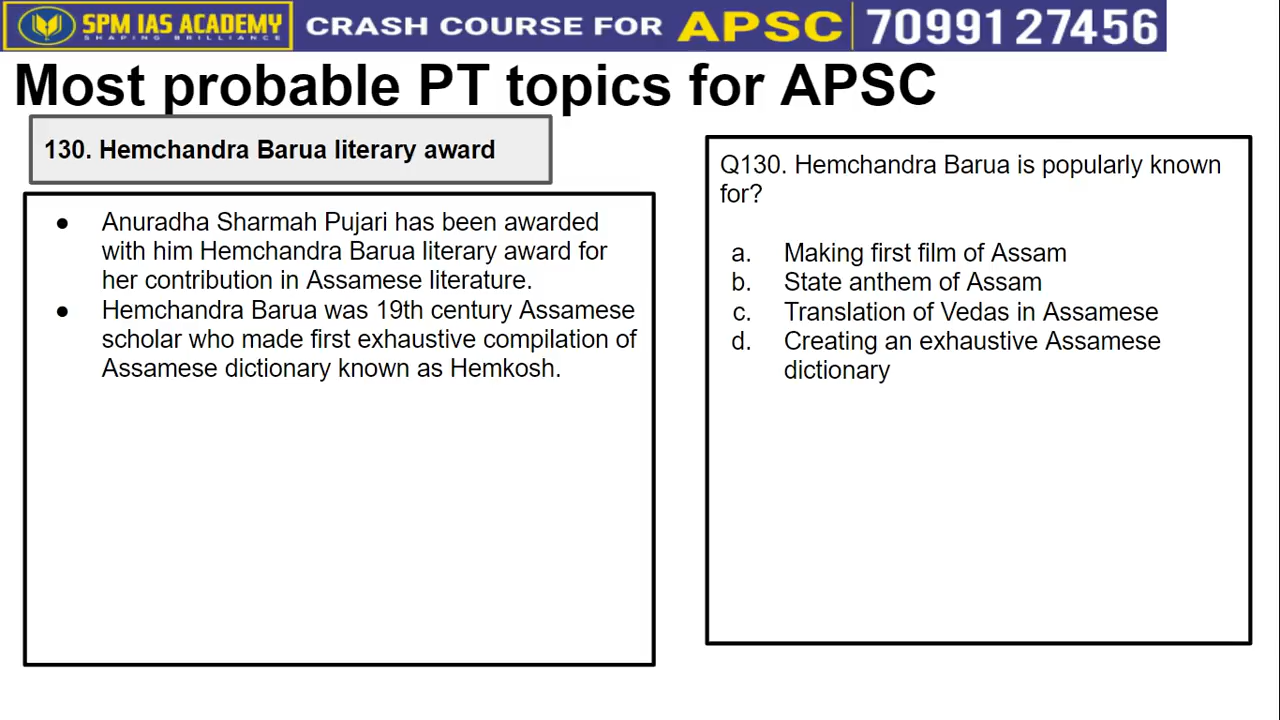 SPM IAS ACADEMY
SHAPING BRILLIANCE
CRASH COURSE FOR APSC 70991 27456
Most probable PT topics for APSC
130. Hemchandra Barua literary award
● Anuradha Sharmah Pujari has been awarded
with him Hemchandra Barua literary award for
her contribution in Assamese literature.
● Hemchandra Barua was 19th century Assamese
scholar who made first exhaustive compilation of
Assamese dictionary known as Hemkosh.
Q130. Hemchandra Barua is popularly known
for?
a. Making first film of Assam
b. State anthem of Assam
c. Translation of Vedas in Assamese
d. Creating an exhaustive Assamese
dictionary